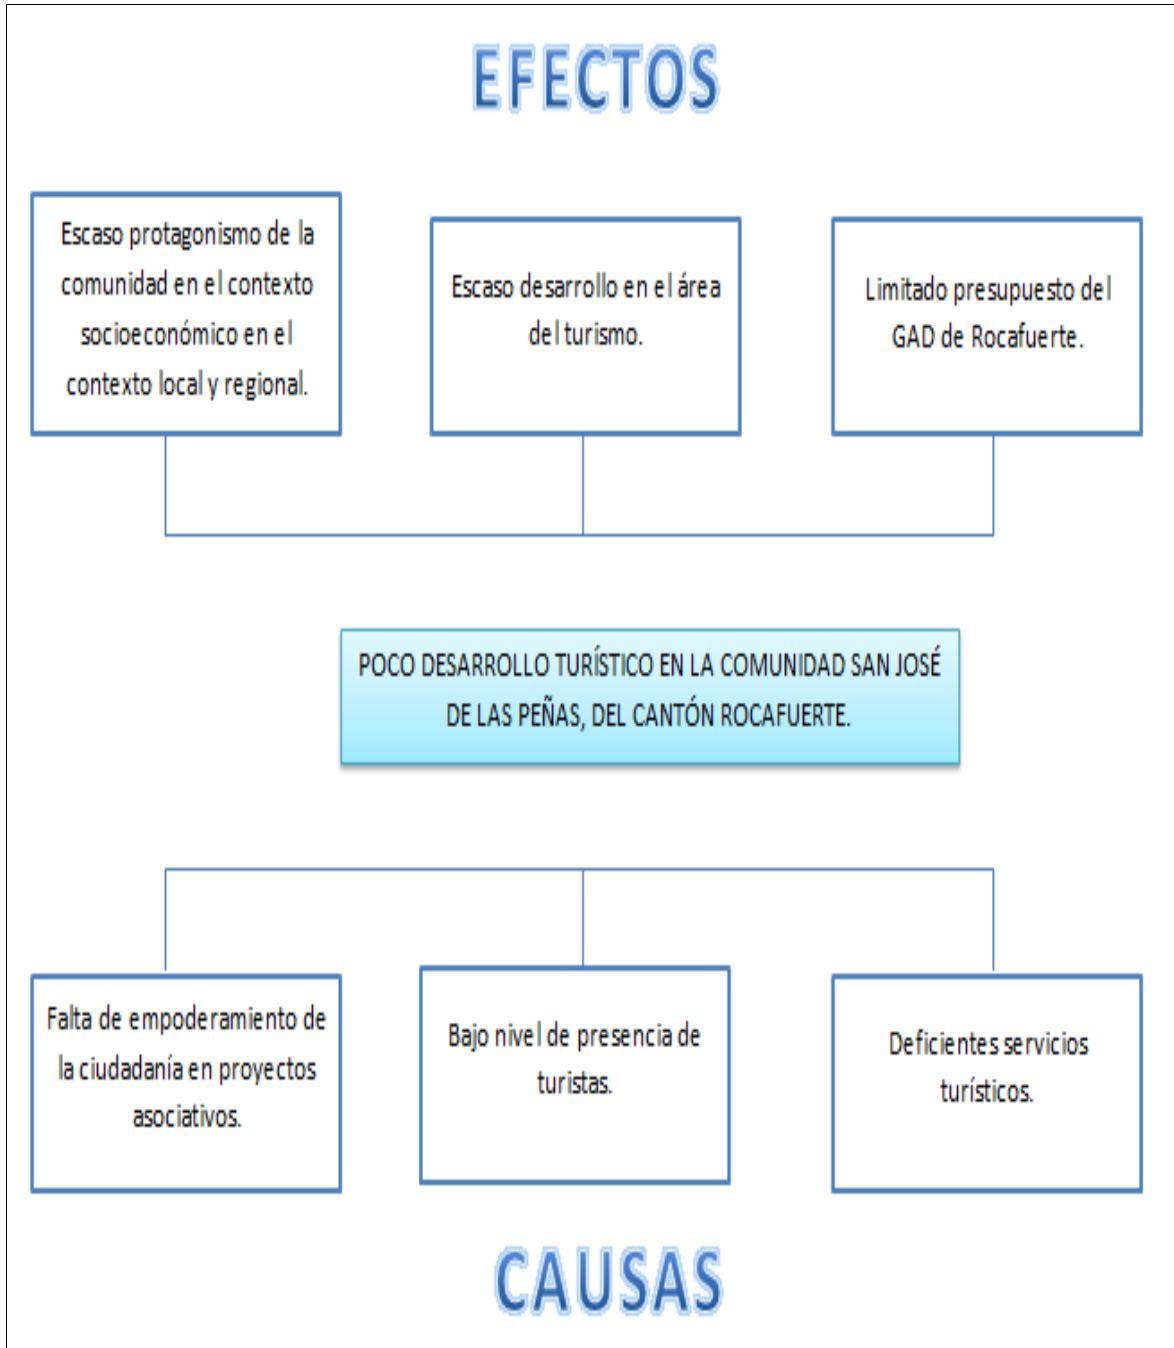 EFECTOS
Escaso protagonismo de la
comunidad en el contexto
socioeconómico en el
contexto local y regional.
Escaso desarrollo en el área
del turismo.
Limitado presupuesto del
GAD de Rocafuerte.
POCO DESARROLLO TURÍSTICO EN LA COMUNIDAD SAN JOSÉ
DE LAS PEÑAS, DEL CANTÓN ROCAFUERTE.
Falta de empoderamiento de
la ciudadanía en proyectos
asociativos.
Bajo nivel de presencia de
turistas.
Deficientes servicios
turísticos.
CAUSAS